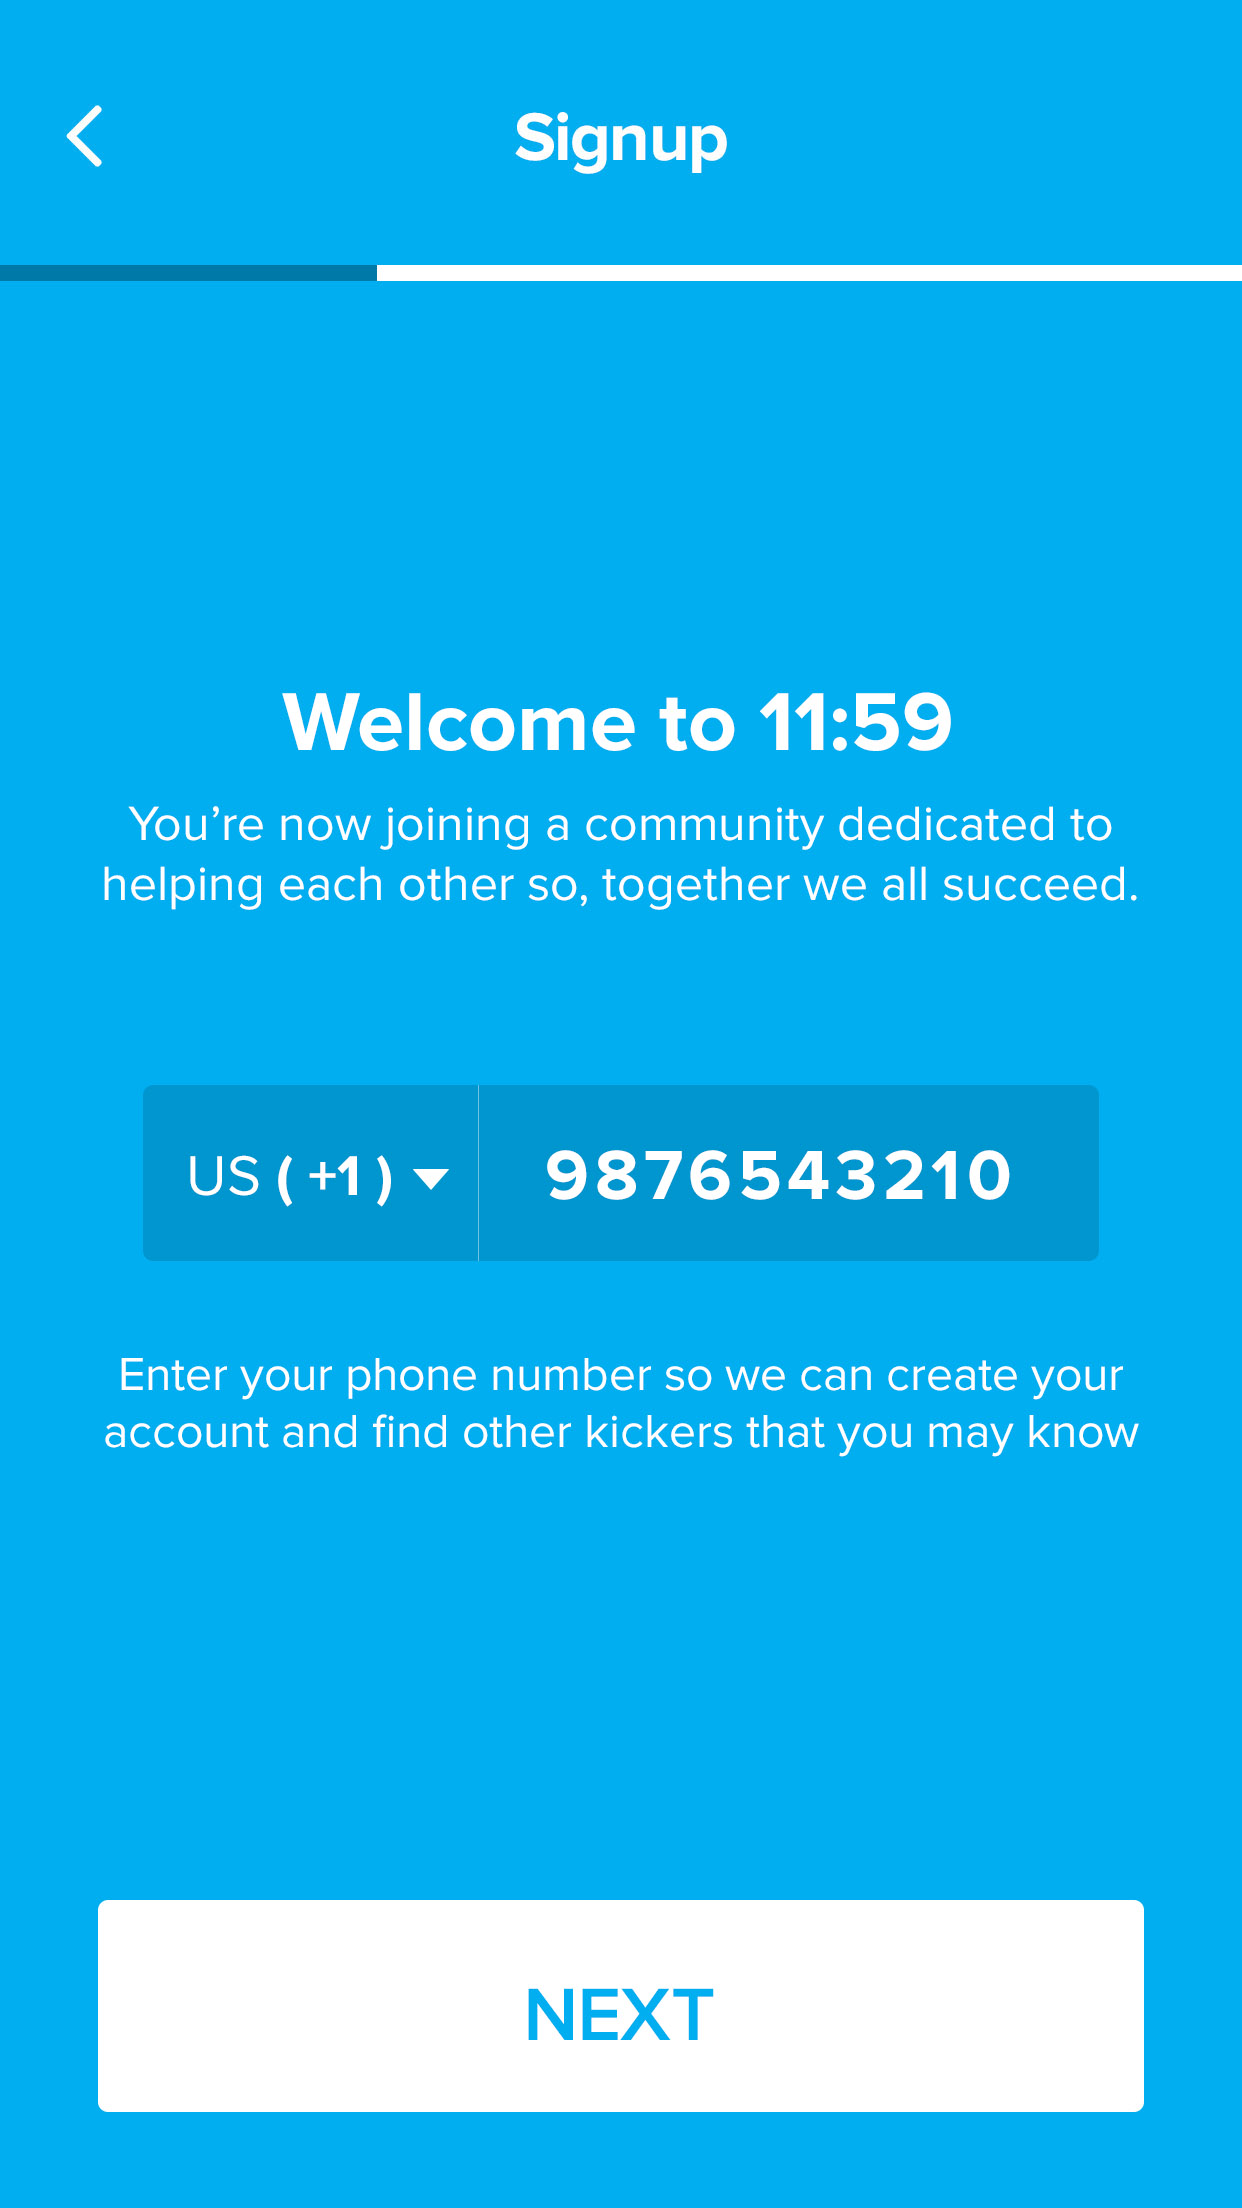 Signup
Welcome to 11:59
You’re now joining a community dedicated to
helping each other so, together we all succeed.
US ( +1 ) 9876543210
Enter your phone number so we can create your
account and find other kickers that you may know
NEXT